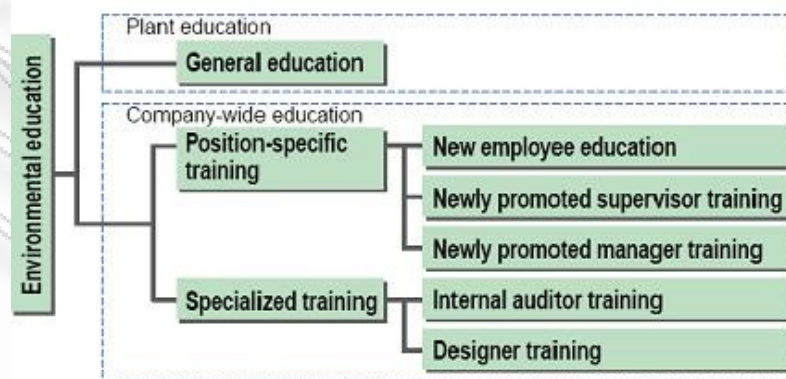 Environmental education
Plant education
General education
Company-wide education
Position-specific
training
New employee education
Newly promoted supervisor training
Newly promoted manager training
Specialized training
Internal auditor training
Designer training